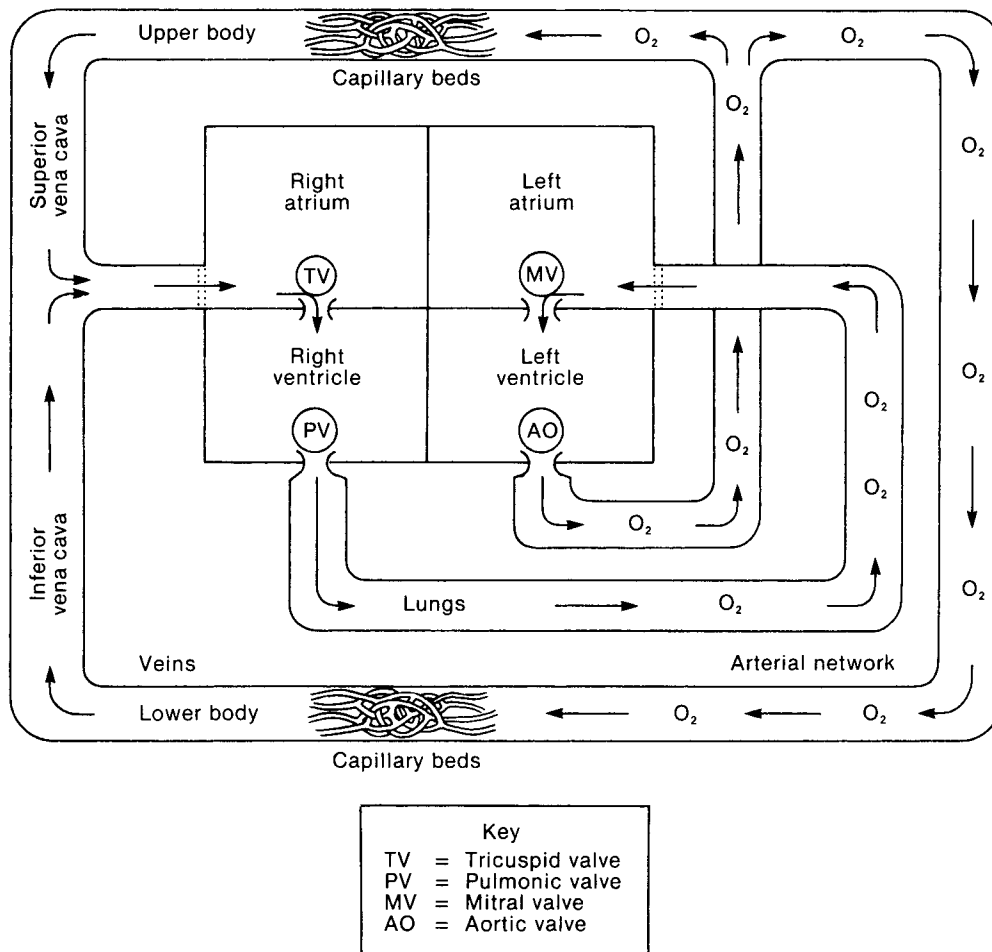 Upper body
O₂
O₂
Capillary beds
O₂
O₂
Superior
vena cava
Right
atrium
Left
atrium
TV
MV
Right
ventricle
Left
ventricle
O₂
O₂
PV
AO
O₂
O₂
O₂
Inferior
vena cava
O₂
Lungs
O₂
Veins
Arterial network
Lower body
O₂
O₂
Capillary beds
Key
TV = Tricuspid valve
PV = Pulmonic valve
MV = Mitral valve
AO = Aortic valve